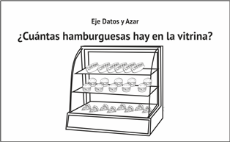 Eje Datos y Azar
¿Cuántas hamburguesas hay en la vitrina?